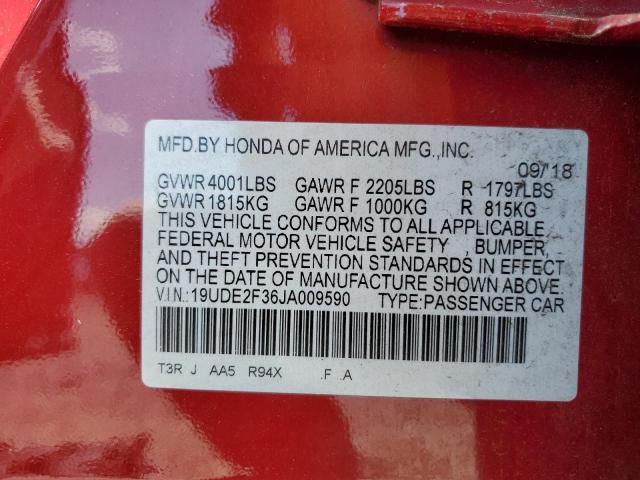 MFD.BY HONDA OF AMERICA MFG.,INC.
09/18
GVWR 4001LBS GAWR F 2205LBS R 1797LBS
GVWR 1815KG GAWR F 1000KG R 815KG
THIS VEHICLE CONFORMS TO ALL APPLICABLE
FEDERAL MOTOR VEHICLE SAFETY , BUMPER,
AND THEFT PREVENTION STANDARDS IN EFFECT
ON THE DATE OF MANUFACTURE SHOWN ABOVE.
V.I.N.: 19UDE2F36JA009590 TYPE:PASSENGER CAR
T3R J AA5 R94X .F .A